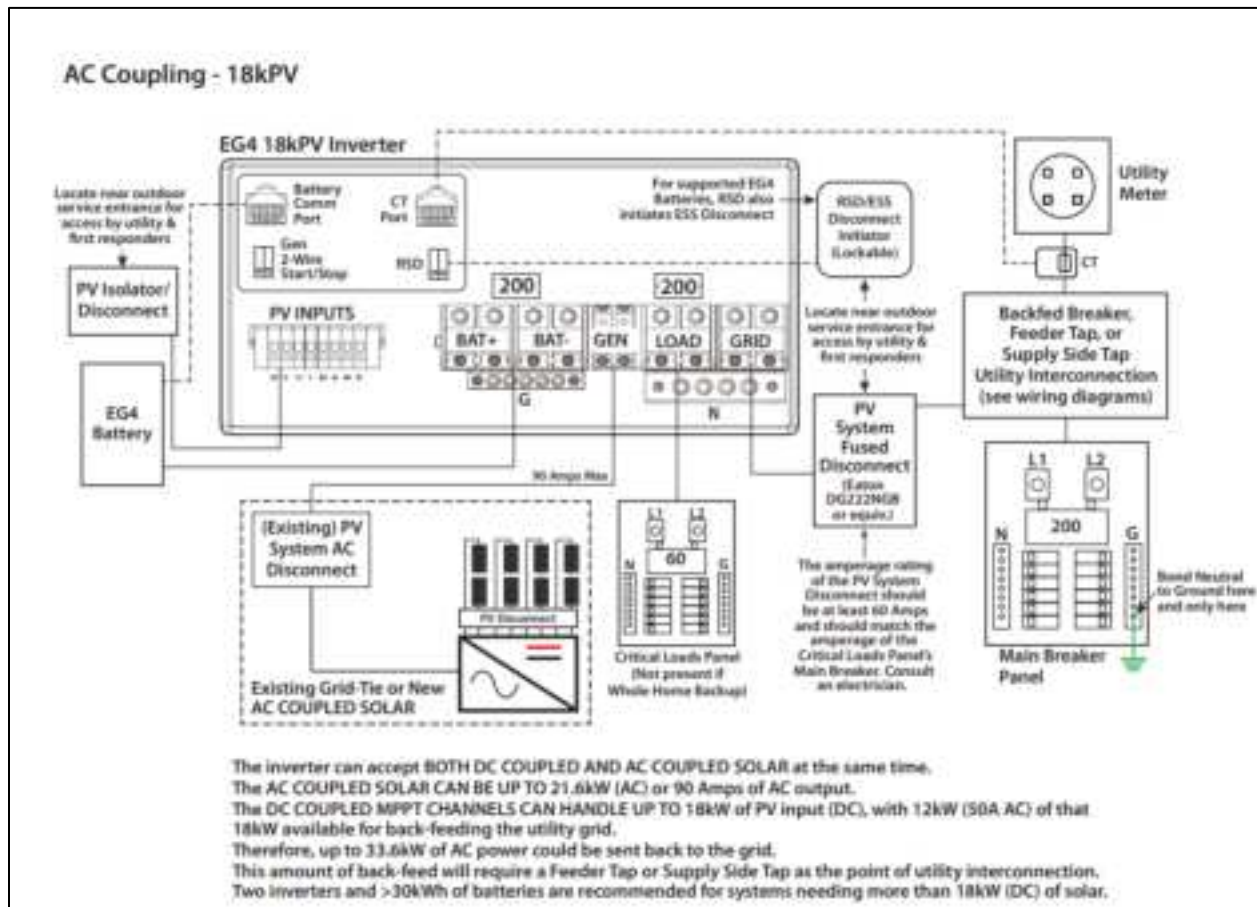 AC Coupling - 18kPV
EG4 18kPV Inverter
Locate near outdoor
service entrance for
access by utility &
first responders
Battery
Comm
Port
CT
Port
Gen
2-Wire
Start/Stop
RSD
For supported EG4
Batteries, RSD also
initiates ESS Disconnect
RSD/ESS
Disconnect
Initiator
(Lockable)
Utility
Meter
CT
PV Isolator/
Disconnect
PV INPUTS
200
200
BAT+
BAT-
GEN
LOAD
GRID
G
N
Locate near outdoor
service entrance for
access by utility &
first responders
Backfed Breaker,
Feeder Tap, or
Supply Side Tap
Utility Interconnection
(see wiring diagrams)
EG4
Battery
PV
System
Fused
Disconnect
(Eaton
DG222NGB
or equiv.)
90 Amps Max
(Existing) PV
System AC
Disconnect
PV Disconnect
Existing Grid-Tie or New
AC COUPLED SOLAR
L1
L2
N
60
G
Critical Loads Panel
(Not present if
Whole Home Backup)
The amperage rating
of the PV System
Disconnect should
be at least 60 Amps
and should match the
amperage of the
Critical Loads Panel's
Main Breaker. Consult
an electrician.
L1
L2
200
N
G
Bond Neutral
to Ground here
and only here
Main Breaker
Panel
The inverter can accept BOTH DC COUPLED AND AC COUPLED SOLAR at the same time.
The AC COUPLED SOLAR CAN BE UP TO 21.6kW (AC) or 90 Amps of AC output.
The DC COUPLED MPPT CHANNELS CAN HANDLE UP TO 18kW of PV input (DC), with 12kW (50A AC) of that
18kW available for back-feeding the utility grid.
Therefore, up to 33.6kW of AC power could be sent back to the grid.
This amount of back-feed will require a Feeder Tap or Supply Side Tap as the point of utility interconnection.
Two inverters and >30kWh of batteries are recommended for systems needing more than 18kW (DC) of solar.